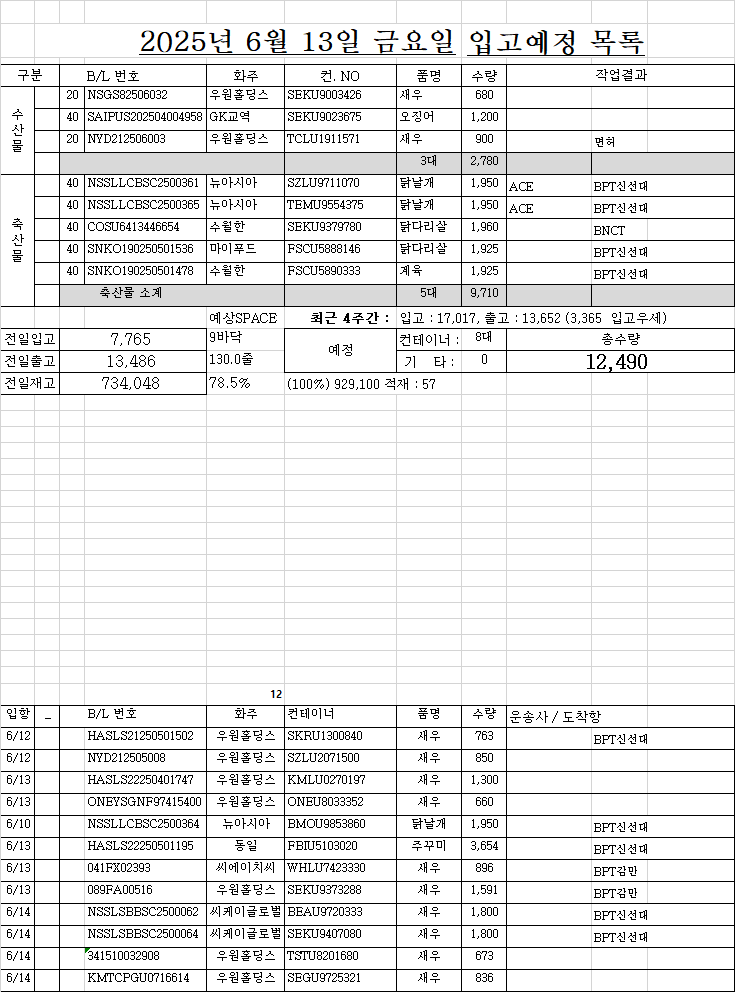 2025년 6월 13일 금요일 입고예정 목록
구분 B/L 번호 화주 컨. NO 품명 수량 작업결과
수산물
20 NSGS82506032 우원홀딩스 SEKU9003426 새우 680
40 SAIPUS202504004958 GK교역 SEKU9023675 오징어 1,200
20 NYD212506003 우원홀딩스 TCLU1911571 새우 900 면허
3대 2,780
축산물
40 NSSLLCBSC2500361 뉴아시아 SZLU9711070 닭날개 1,950 ACE BPT신선대
40 NSSLLCBSC2500365 뉴아시아 TEMU9554375 닭날개 1,950 ACE BPT신선대
40 COSU6413446654 수월한 SEKU9379780 닭다리살 1,960 BNCT
40 SNKO190250501536 마이푸드 FSCU5888146 닭다리살 1,925 BPT신선대
40 SNKO190250501478 수월한 FSCU5890333 계육 1,925 BPT신선대
축산물 소계 5대 9,710
예상SPACE 최근 4주간 : 입고 : 17,017, 출고 : 13,652 (3,365 입고우세)
전일입고 7,765 9바닥 예정 컨테이너 : 8대 총수량
전일출고 13,486 130.0줄 기 타 : 0 12,490
전일재고 734,048 78.5% (100%) 929,100 적재 : 57
12
입항 _ B/L 번호 화주 컨테이너 품명 수량 운송사 / 도착항
6/12 HASLS21250501502 우원홀딩스 SKRU1300840 새우 763 BPT신선대
6/12 NYD212505008 우원홀딩스 SZLU2071500 새우 850
6/13 HASLS22250401747 우원홀딩스 KMLU0270197 새우 1,300
6/13 ONEYSGNF97415400 우원홀딩스 ONEU8033352 새우 660
6/10 NSSLLCBSC2500364 뉴아시아 BMOU9853860 닭날개 1,950 BPT신선대
6/13 HASLS22250501195 동일 FBIU5103020 주꾸미 3,654 BPT신선대
6/13 041FX02393 씨에이치씨 WHLU7423330 새우 896 BPT감만
6/13 089FA00516 우원홀딩스 SEKU9373288 새우 1,591 BPT감만
6/14 NSSLSBBSC2500062 씨케이글로벌 BEAU9720333 새우 1,800 BPT신선대
6/14 NSSLSBBSC2500064 씨케이글로벌 SEKU9407080 새우 1,800 BPT신선대
6/14 341510032908 우원홀딩스 TSTU8201680 새우 673
6/14 KMTCPGU0716614 우원홀딩스 SEGU9725321 새우 836